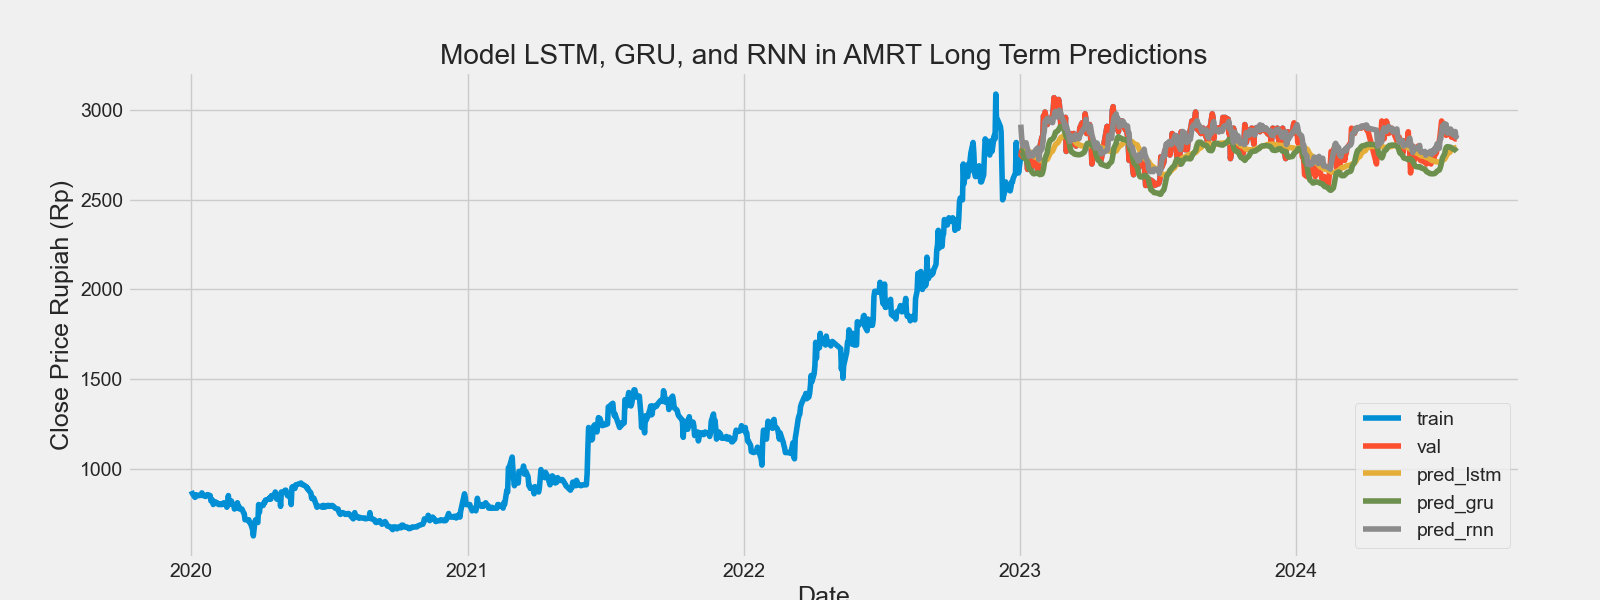 Model LSTM, GRU, and RNN in AMRT Long Term Predictions
Close Price Rupiah (Rp)
3000
2500
2000
1500
1000
2020
2021
2022
2023
2024
Date
train
val
pred_lstm
pred_gru
pred_rnn